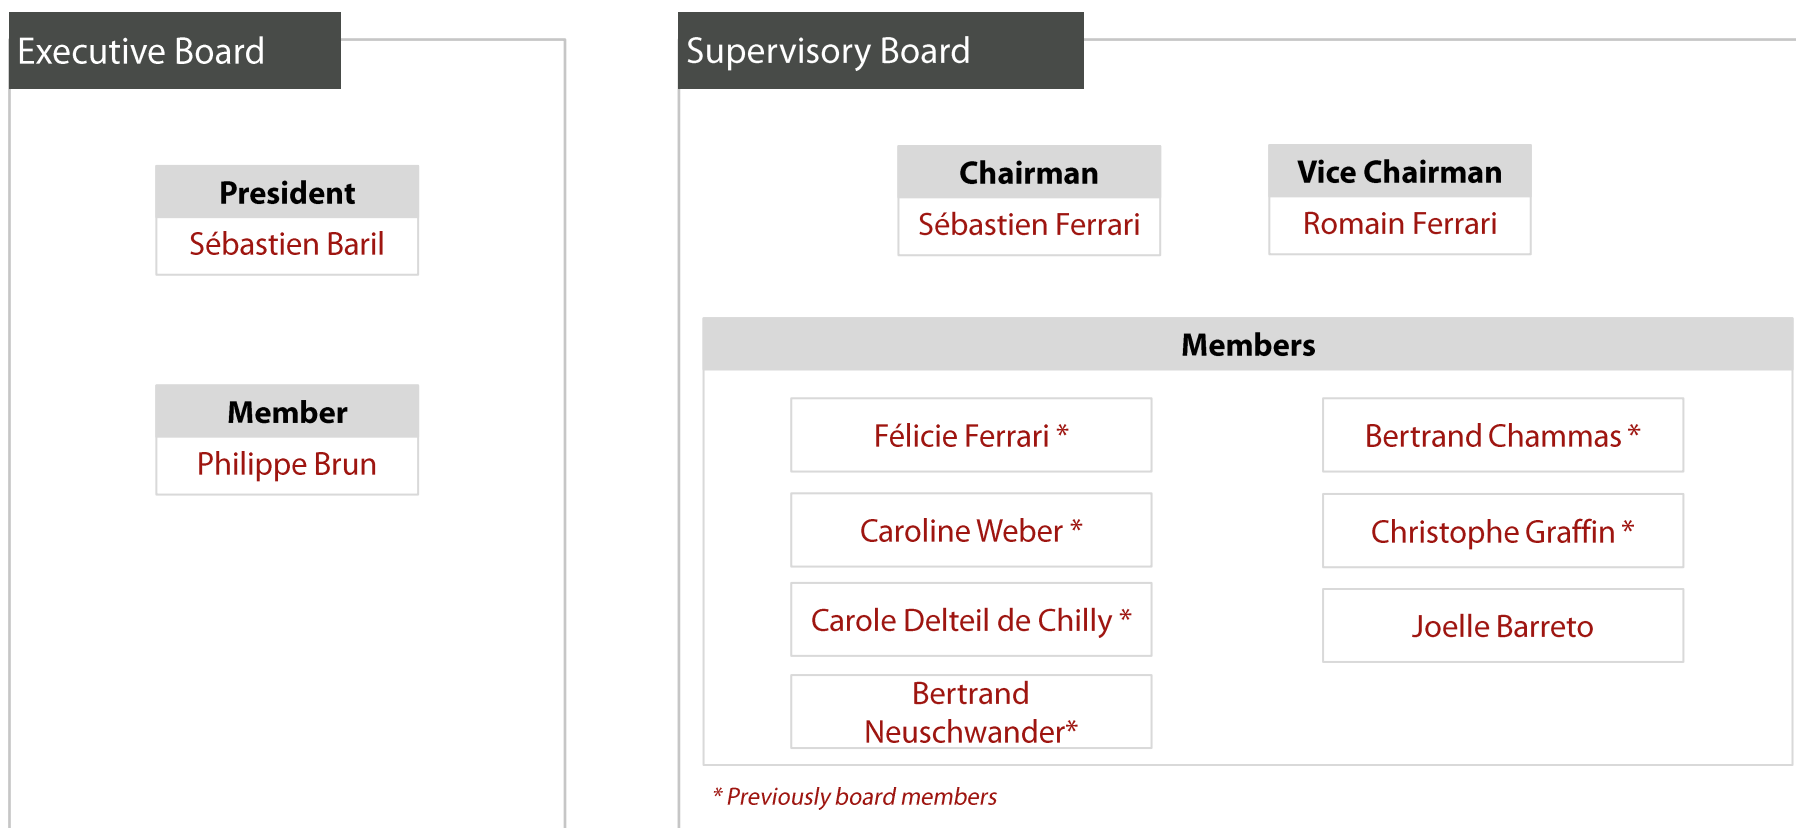 Executive Board
President
Sébastien Baril
Member
Philippe Brun
Supervisory Board
Chairman
Sébastien Ferrari
Vice Chairman
Romain Ferrari
Members
Félicie Ferrari *
Bertrand Chammas *
Caroline Weber *
Christophe Graffin *
Carole Delteil de Chilly *
Joelle Barreto
Bertrand
Neuschwander*
* Previously board members